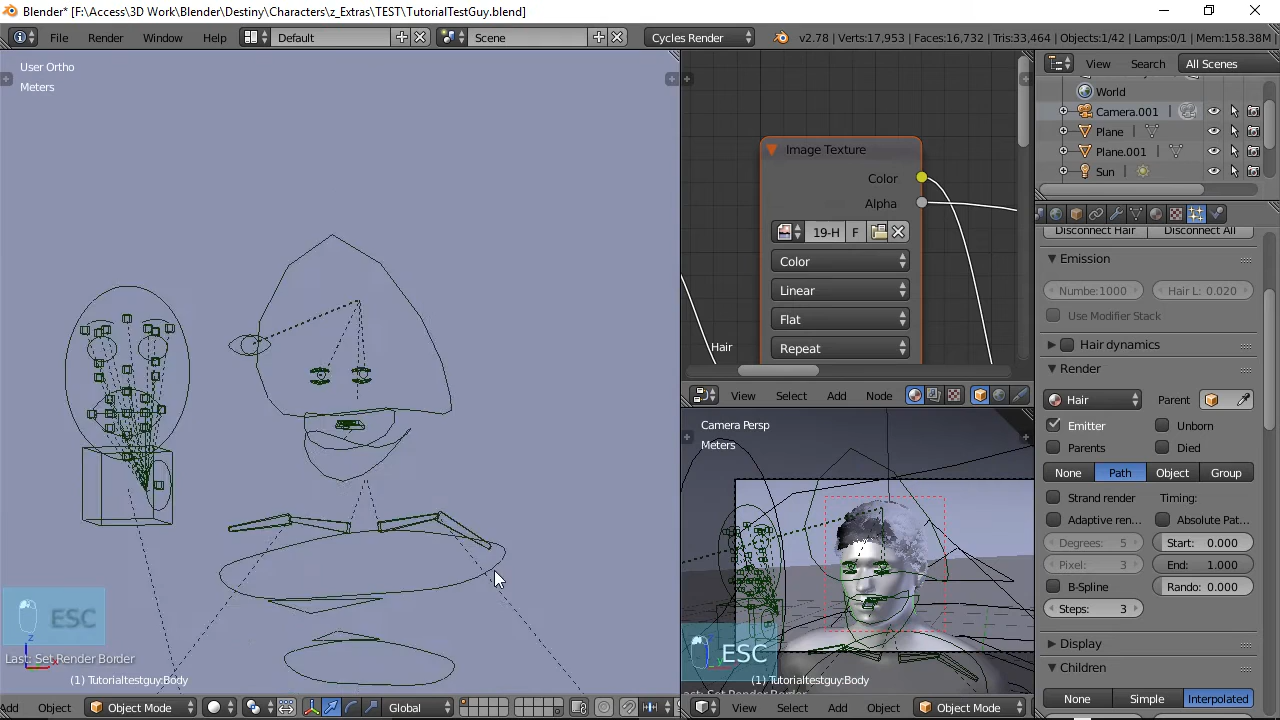 Blender* [F:\Access\3D Work\Blender\Destiny\Characters\z_Extras\TEST\TutorialTestGuy.blend]
File Render Window Help Default Scene Cycles Render v2.78 | Verts:17,953 | Faces:16,732 | Tris:33,464 | Objects:1/42 | Lamps:0/1 | Mem:158.38M
User Ortho
Meters
ESC
Last: Set Render Border
(1) Tutorialtestguy:Body
Add Object Object Mode Global
Image Texture
Color
Alpha
19-H F
Color
Linear
Flat
Repeat
Hair
View Select Add Node
Camera Persp
Meters
ESC
Last: Set Render Border
(1) Tutorialtestguy:Body
View Select Add Object Object Mode
View Search All Scenes
World
Camera.001
Plane
Plane.001
Sun
Disconnect Hair Disconnect All
Emission
Numbe:1000 Hair L: 0.020
Use Modifier Stack
Hair dynamics
Render
Hair Parent
Emitter Unborn
Parents Died
None Path Object Group
Strand render Timing:
Adaptive ren... Absolute Pat...
Degrees: 5 Start: 0.000
Pixel: 3 End: 1.000
B-Spline Rando: 0.000
Steps: 3
Display
Children
None Simple Interpolated